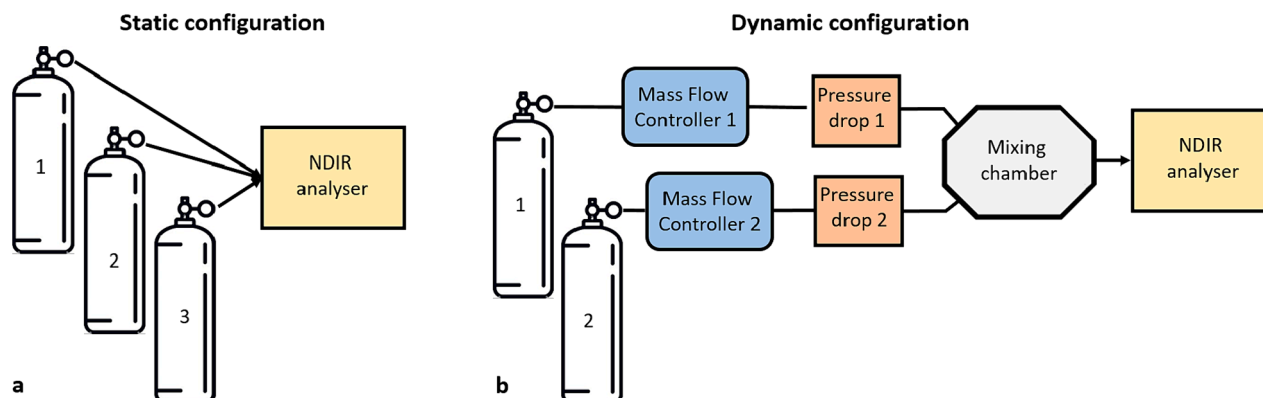 Static configuration
1
2
3
NDIR
analyser
a
Dynamic configuration
1
2
Mass Flow
Controller 1
Pressure
drop 1
Mass Flow
Controller 2
Pressure
drop 2
Mixing
chamber
NDIR
analyser
b